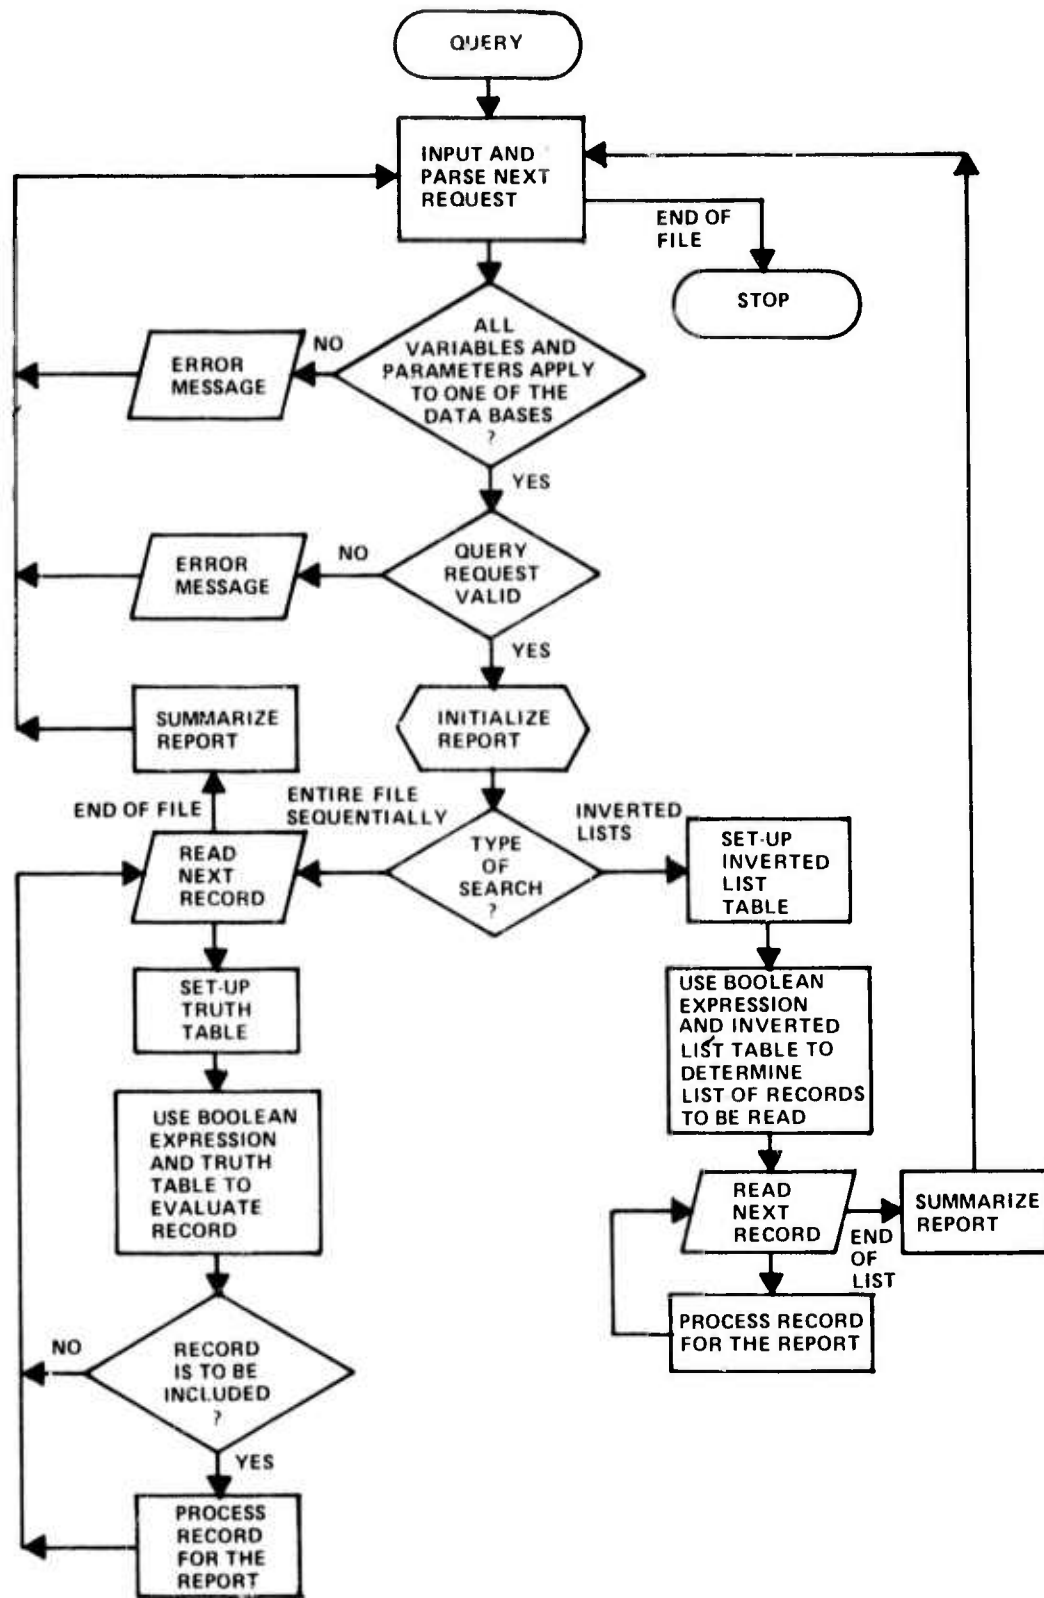 QUERY
INPUT AND
PARSE NEXT
REQUEST
END OF
FILE
STOP
ALL
VARIABLES AND
PARAMETERS APPLY
TO ONE OF THE
DATA BASES
?
NO
ERROR
MESSAGE
YES
QUERY
REQUEST
VALID
NO
ERROR
MESSAGE
YES
INITIALIZE
REPORT
SUMMARIZE
REPORT
END OF FILE
ENTIRE FILE
SEQUENTIALLY
TYPE
OF
SEARCH
?
INVERTED
LISTS
READ
NEXT
RECORD
SET-UP
TRUTH
TABLE
USE BOOLEAN
EXPRESSION
AND TRUTH
TABLE TO
EVALUATE
RECORD
RECORD
IS TO BE
INCLUDED
?
NO
YES
PROCESS
RECORD
FOR THE
REPORT
SET-UP
INVERTED
LIST
TABLE
USE BOOLEAN
EXPRESSION
AND INVERTED
LIST TABLE TO
DETERMINE
LIST OF RECORDS
TO BE READ
READ
NEXT
RECORD
END
OF
LIST
SUMMARIZE
REPORT
PROCESS RECORD
FOR THE REPORT